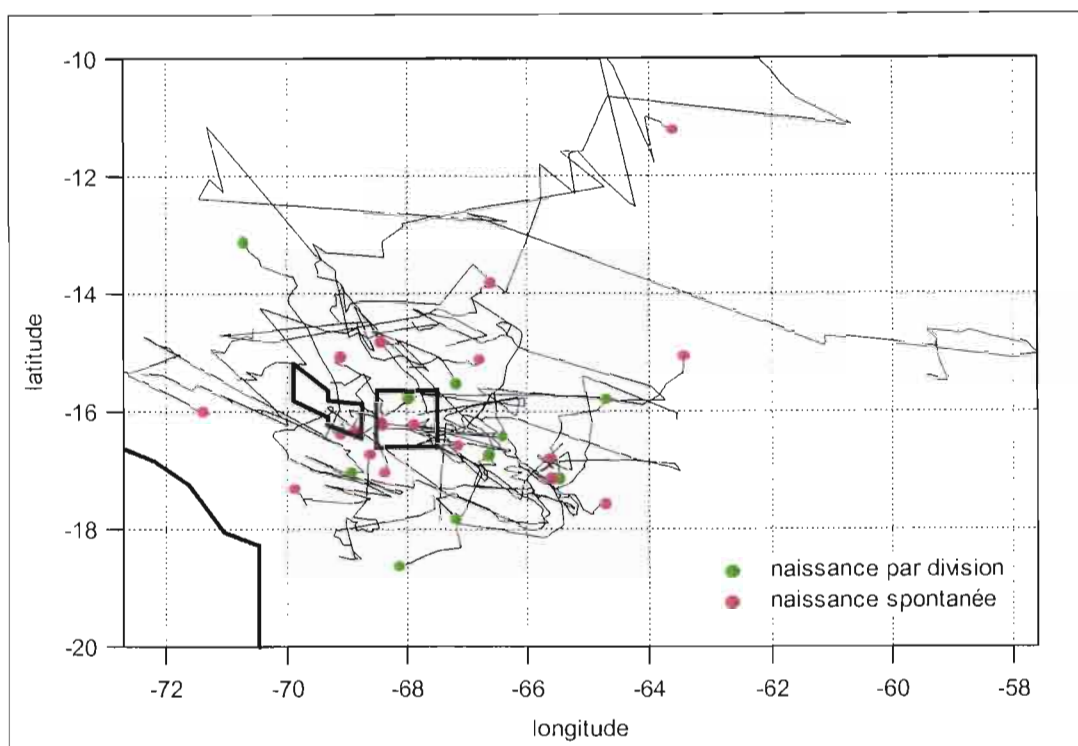 -10
-12
-14
-16
-18
-20
latitude
naissance par division
naissance spontanée
-72 -70 -68 -66 -64 -62 -60 -58
longitude